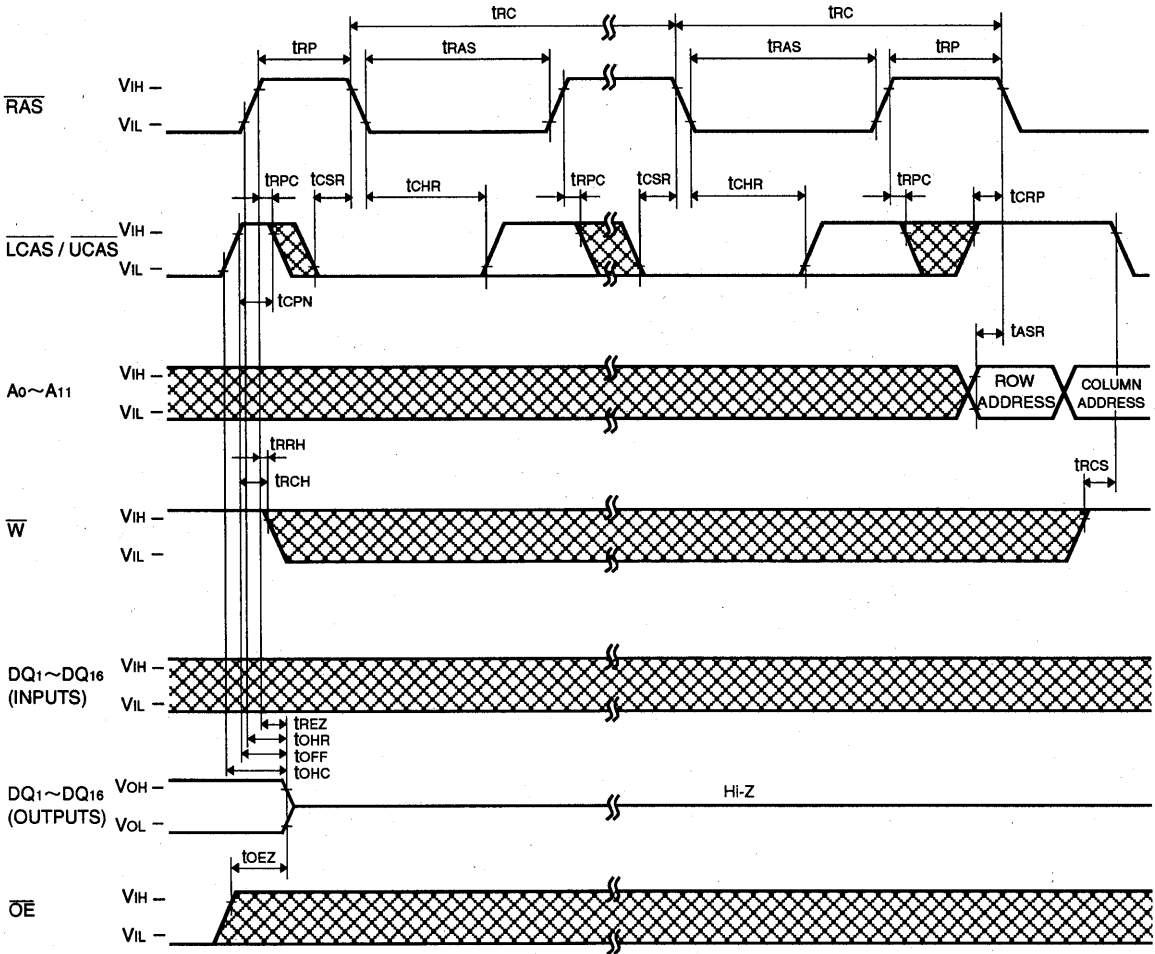 tRC tRC
tRP tRAS tRAS tRP
VIH
RAS
VIL
tRPC tCSR tCHR tRPC tCSR tCHR tRPC tCRP
VIH
LCAS / UCAS
VIL
tCPN
tASR
VIH
A0~A11
VIL
ROW ADDRESS
COLUMN ADDRESS
tRRH
tRCH
tRCS
VIH
W
VIL
VIH
DQ1~DQ16
(INPUTS)
VIL
tREZ
tOHR
tOFF
tOHC
VOH
DQ1~DQ16
(OUTPUTS)
VOL
Hi-Z
tOEZ
VIH
OE
VIL